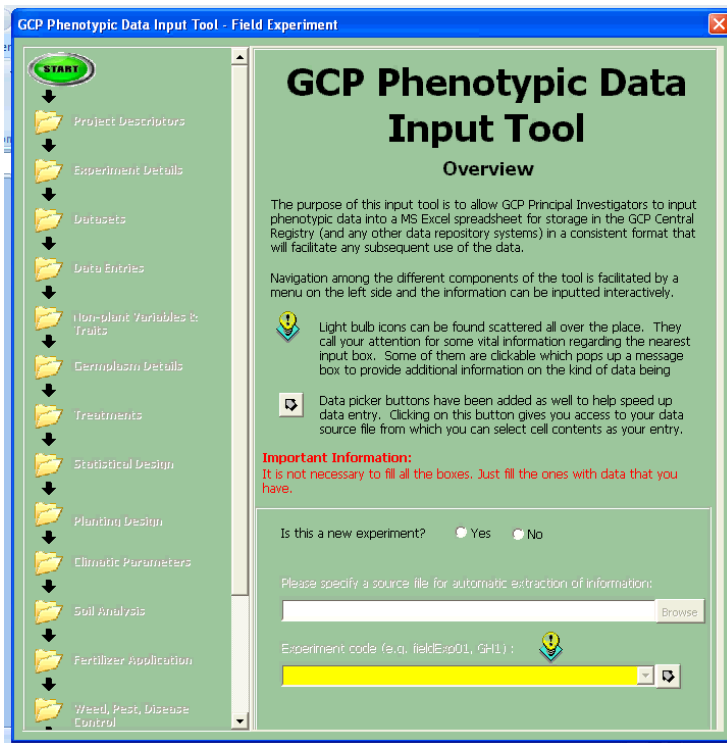 GCP Phenotypic Data Input Tool - Field Experiment
START
Project Descriptors
Experiment Details
Datasets
Data Entries
Non-plant Variables &
Traits
Germplasm Details
Treatments
Statistical Design
Planting Design
Climatic Parameters
Soil Analysis
Fertilizer Application
Weed, Pest, Disease
Control
GCP Phenotypic Data
Input Tool
Overview
The purpose of this input tool is to allow GCP Principal Investigators to input
phenotypic data into a MS Excel spreadsheet for storage in the GCP Central
Registry (and any other data repository systems) in a consistent format that
will facilitate any subsequent use of the data.
Navigation among the different components of the tool is facilitated by a
menu on the left side and the information can be inputted interactively.
Light bulb icons can be found scattered all over the place. They
call your attention for some vital information regarding the nearest
input box. Some of them are clickable which pops up a message
box to provide additional information on the kind of data being
Data picker buttons have been added as well to help speed up
data entry. Clicking on this button gives you access to your data
source file from which you can select cell contents as your entry.
Important Information:
It is not necessary to fill all the boxes. Just fill the ones with data that you
have.
Is this a new experiment? Yes No
Please specify a source file for automatic extraction of information:
Browse
Experiment code (e.q. fieldExp01, GH1) :